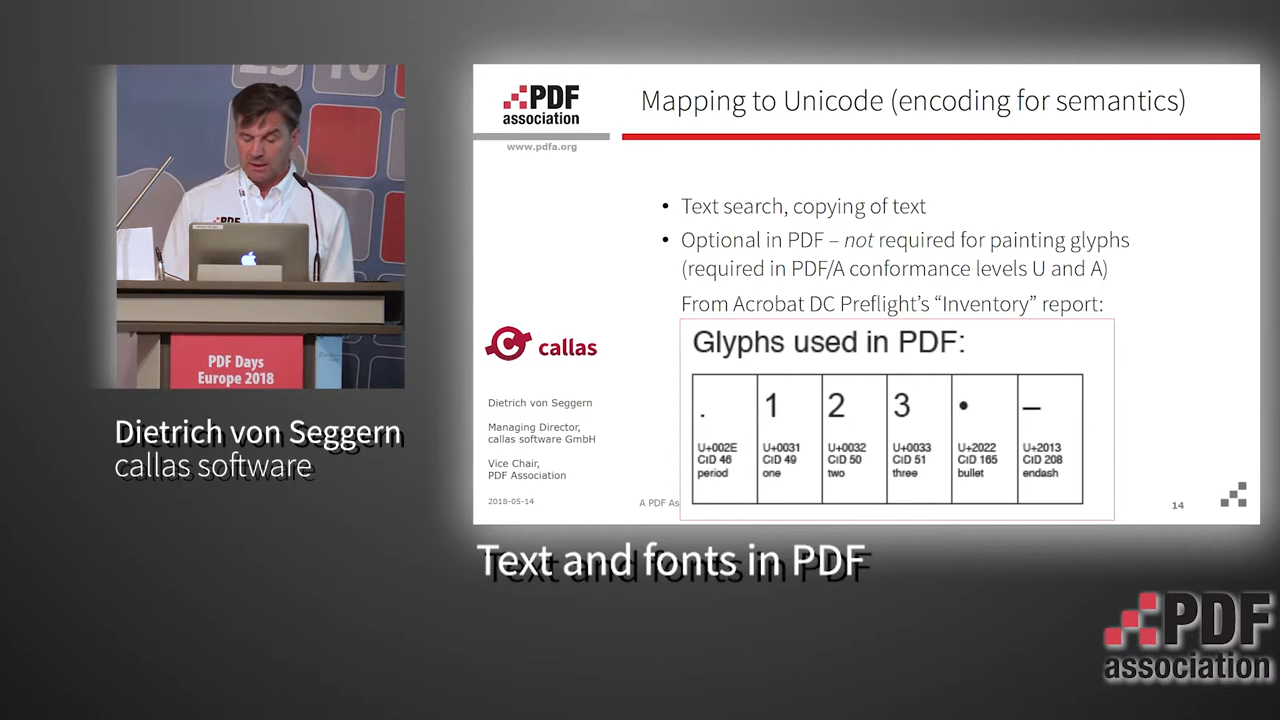 PDF
PDF Days
Europe 2018
Dietrich von Seggern
callas software
PDF
association
www.pdfa.org
Mapping to Unicode (encoding for semantics)
• Text search, copying of text
• Optional in PDF – not required for painting glyphs
(required in PDF/A conformance levels U and A)
From Acrobat DC Preflight’s “Inventory” report:
Glyphs used in PDF:
. 1 2 3 • –
U+002E U+0031 U+0032 U+0033 U+2022 U+2013
CID 46 CID 49 CID 50 CID 51 CID 165 CID 208
period one two three bullet endash
callas
Dietrich von Seggern
Managing Director,
callas software GmbH
Vice Chair,
PDF Association
2018-05-14
A PDF As
14
Text and fonts in PDF
PDF
association